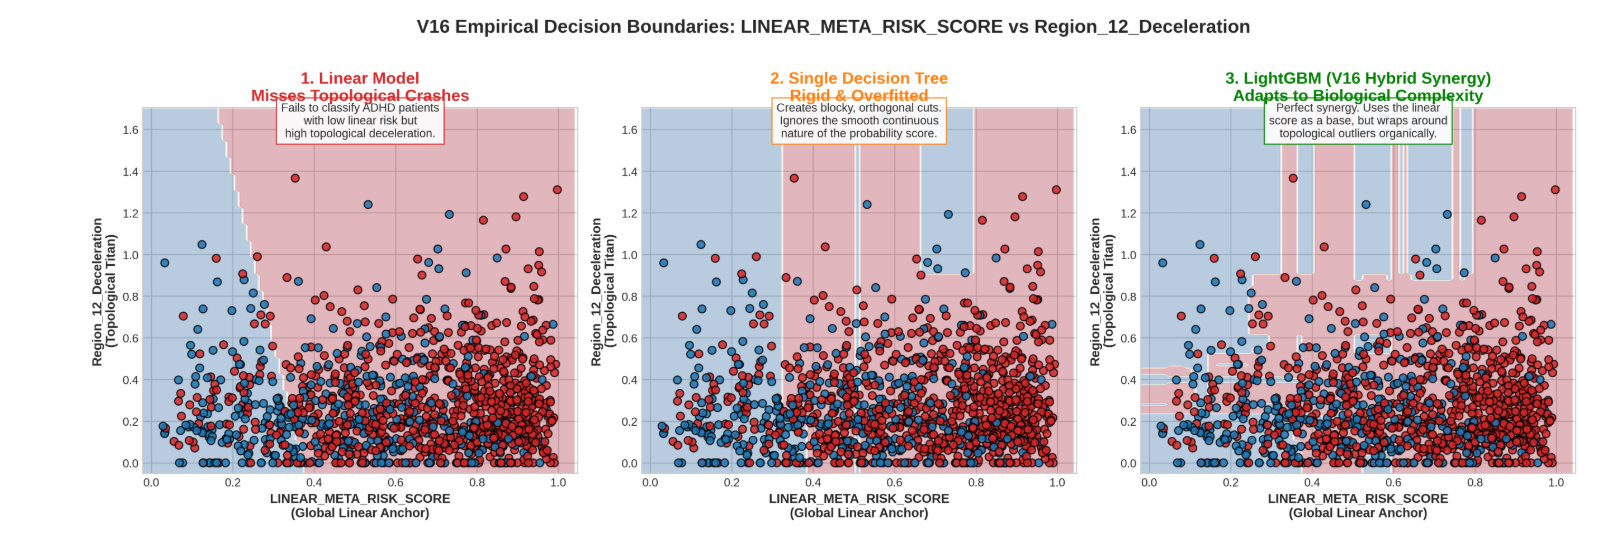 V16 Empirical Decision Boundaries: LINEAR_META_RISK_SCORE vs Region_12_Deceleration
1. Linear Model
Misses Topological Crashes
Fails to classify ADHD patients
with low linear risk but
high topological deceleration.
1.6
1.4
1.2
1.0
0.8
0.6
0.4
0.2
0.0
Region_12_Deceleration
(Topological Titan)
0.0 0.2 0.4 0.6 0.8 1.0
LINEAR_META_RISK_SCORE
(Global Linear Anchor)
2. Single Decision Tree
Rigid & Overfitted
Creates blocky, orthogonal cuts.
Ignores the smooth continuous
nature of the probability score.
1.6
1.4
1.2
1.0
0.8
0.6
0.4
0.2
0.0
Region_12_Deceleration
(Topological Titan)
0.0 0.2 0.4 0.6 0.8 1.0
LINEAR_META_RISK_SCORE
(Global Linear Anchor)
3. LightGBM (V16 Hybrid Synergy)
Adapts to Biological Complexity
Perfect synergy. Uses the linear
score as a base, but wraps around
topological outliers organically.
1.6
1.4
1.2
1.0
0.8
0.6
0.4
0.2
0.0
Region_12_Deceleration
(Topological Titan)
0.0 0.2 0.4 0.6 0.8 1.0
LINEAR_META_RISK_SCORE
(Global Linear Anchor)